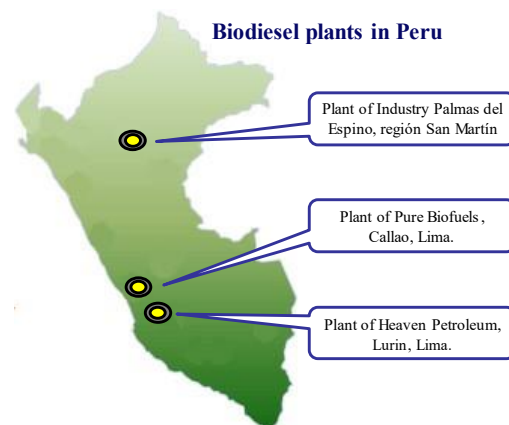 Biodiesel plants in Peru
Plant of Industry Palmas del
Espino, región San Martín
Plant of Pure Biofuels ,
Callao, Lima.
Plant of Heaven Petroleum,
Lurin, Lima.